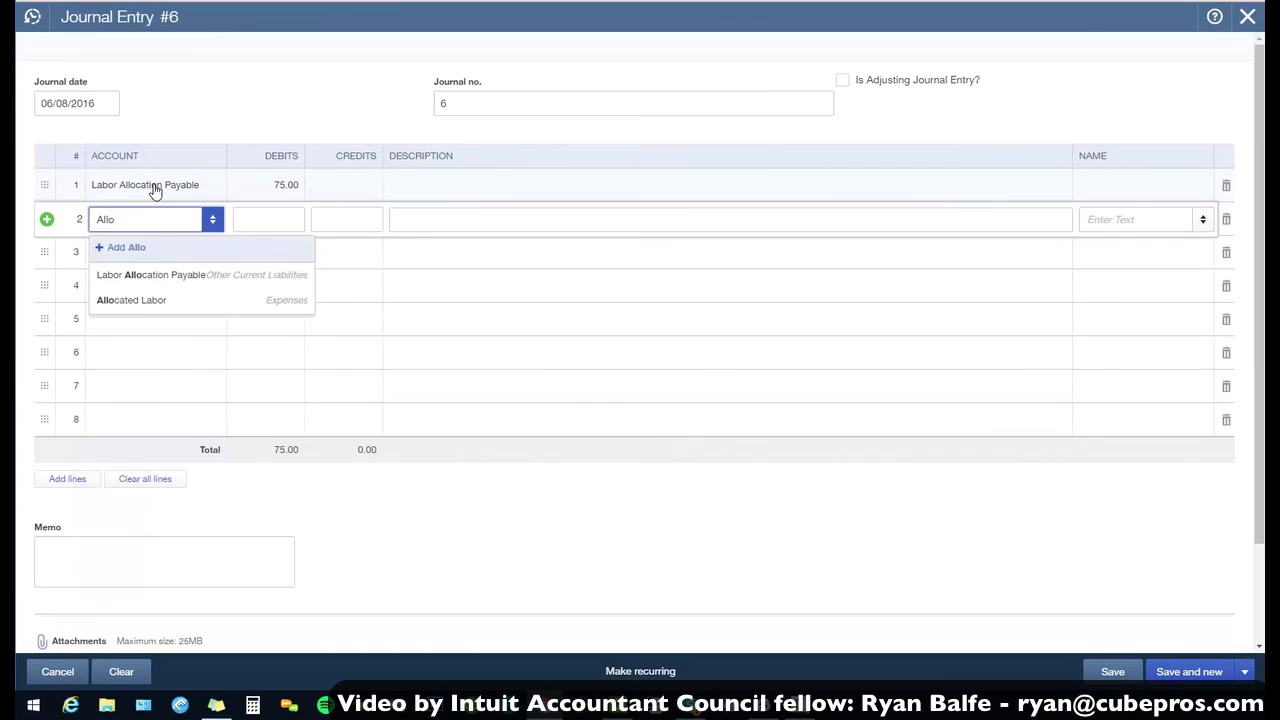 Journal Entry #6
Journal date
Journal no.
Is Adjusting Journal Entry?
06/08/2016
6
# ACCOUNT DEBITS CREDITS DESCRIPTION NAME
1 Labor Allocation Payable 75.00
2 Allo Enter Text
+ Add Allo
3
Labor Allocation Payable Other Current Liabilities
4
Allocated Labor Expenses
5
6
7
8
Total 75.00 0.00
Add lines Clear all lines
Memo
Attachments Maximum size: 25MB
Cancel Clear Make recurring Save Save and new
Video by Intuit Accountant Council fellow: Ryan Balfe - ryan@cubepros.com